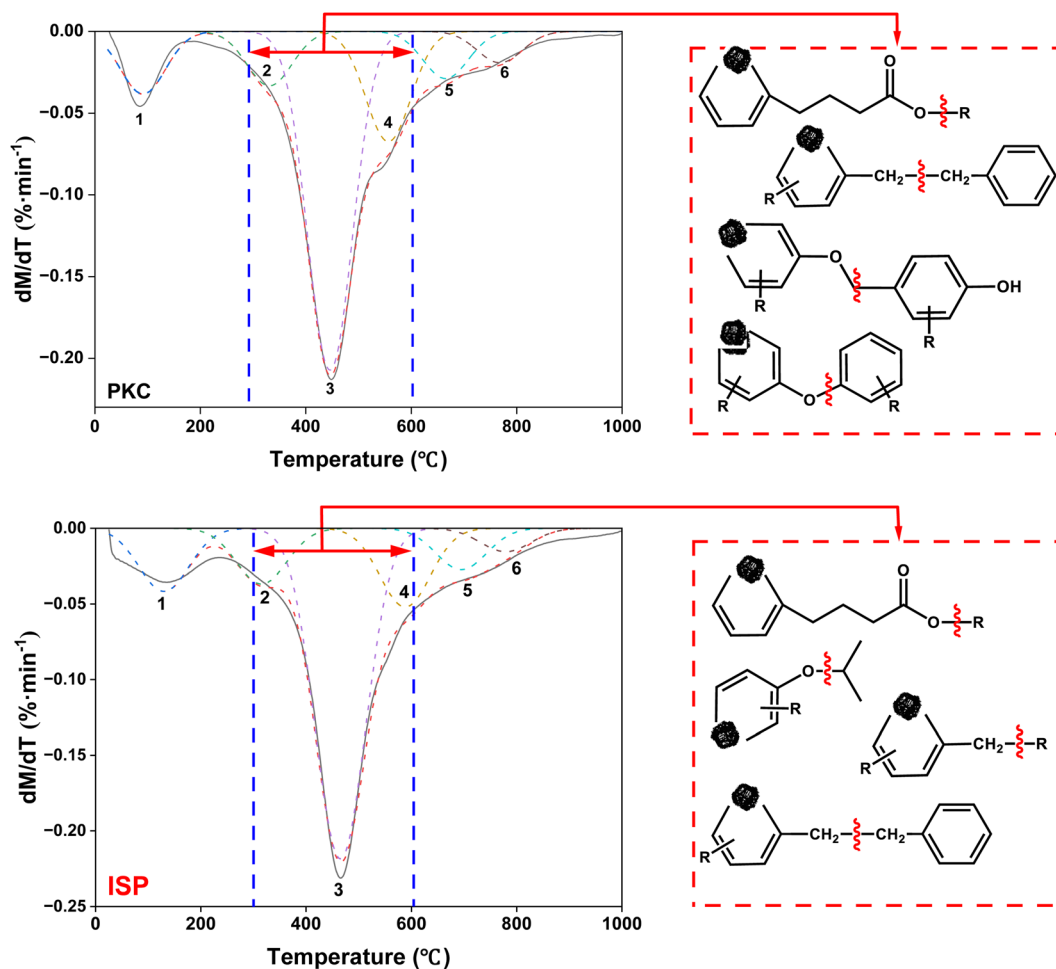 0.00
−0.05
−0.10
−0.15
−0.20
dM/dT (%·min⁻¹)
1
2
3
4
5
6
PKC
0 200 400 600 800 1000
Temperature (℃)
O
O R
R CH₂ CH₂
O
R R OH
R O R
0.00
−0.05
−0.10
−0.15
−0.20
−0.25
dM/dT (%·min⁻¹)
1
2
3
4
5
6
ISP
0 200 400 600 800 1000
Temperature (℃)
O
O R
O
R
R CH₂ R
R CH₂ CH₂